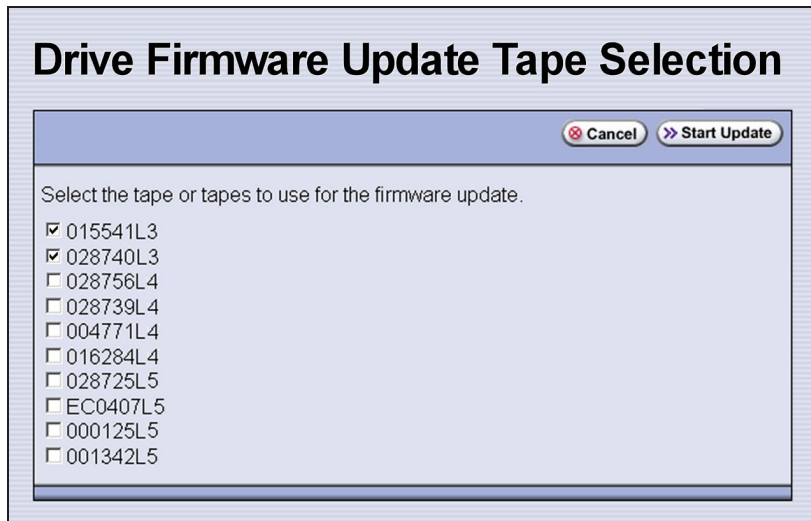 Drive Firmware Update Tape Selection
Cancel Start Update
Select the tape or tapes to use for the firmware update.
015541L3
028740L3
028756L4
028739L4
004771L4
016284L4
028725L5
EC0407L5
000125L5
001342L5